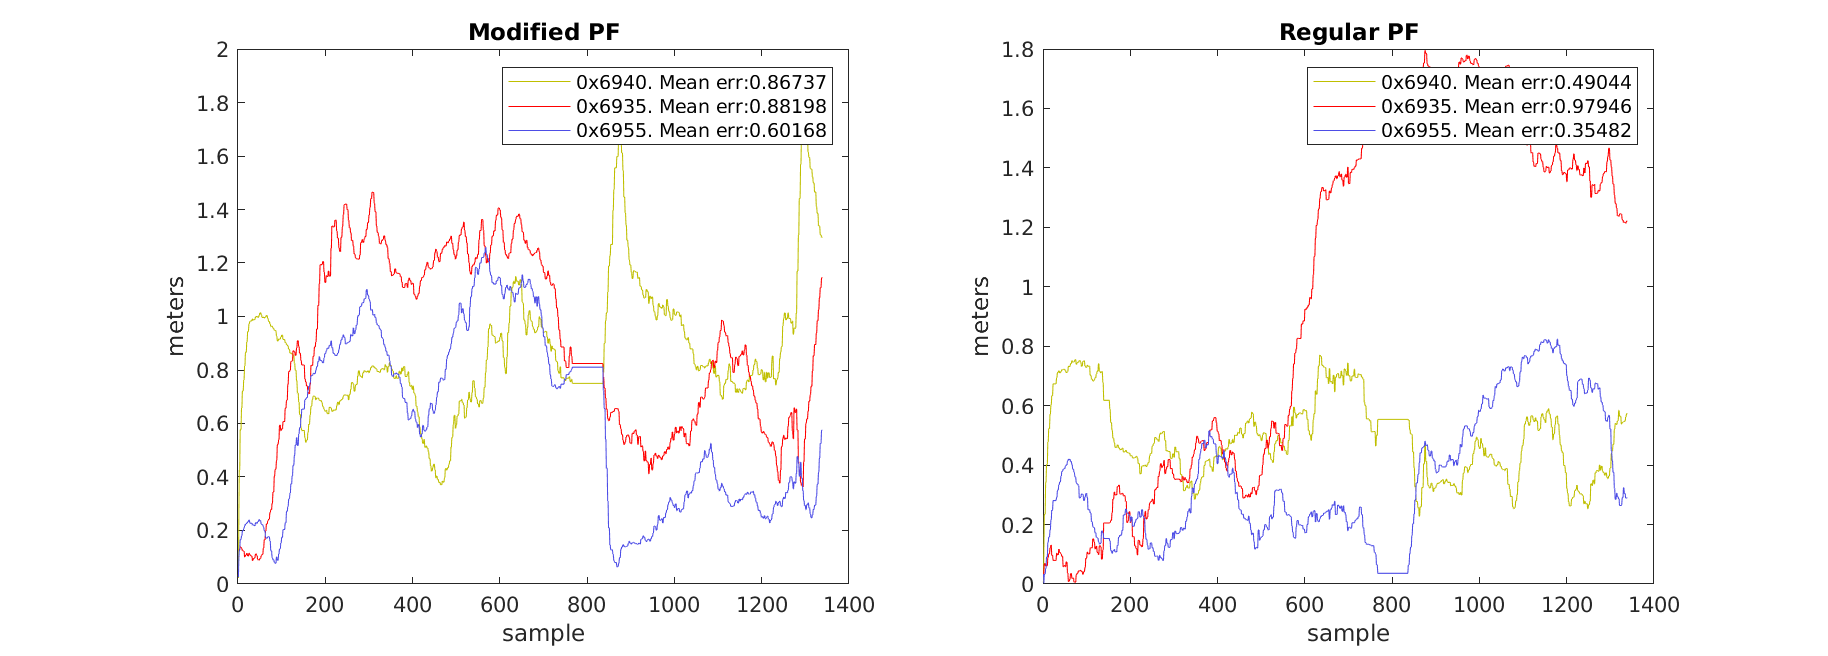 Modified PF
2
1.8
1.6
1.4
1.2
1
0.8
0.6
0.4
0.2
0
meters
0x6940. Mean err:0.86737
0x6935. Mean err:0.88198
0x6955. Mean err:0.60168
0 200 400 600 800 1000 1200 1400
sample
Regular PF
1.8
1.6
1.4
1.2
1
0.8
0.6
0.4
0.2
0
meters
0x6940. Mean err:0.49044
0x6935. Mean err:0.97946
0x6955. Mean err:0.35482
0 200 400 600 800 1000 1200 1400
sample